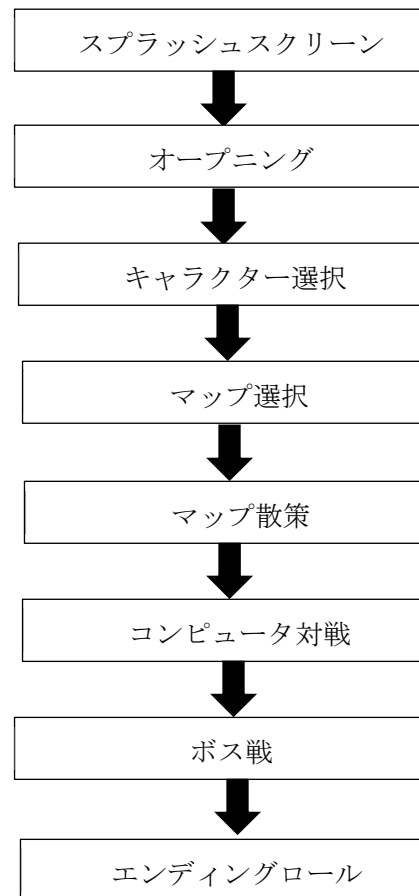 スプラッシュスクリーン
オープニング
キャラクター選択
マップ選択
マップ散策
コンピュータ対戦
ボス戦
エンディングロール